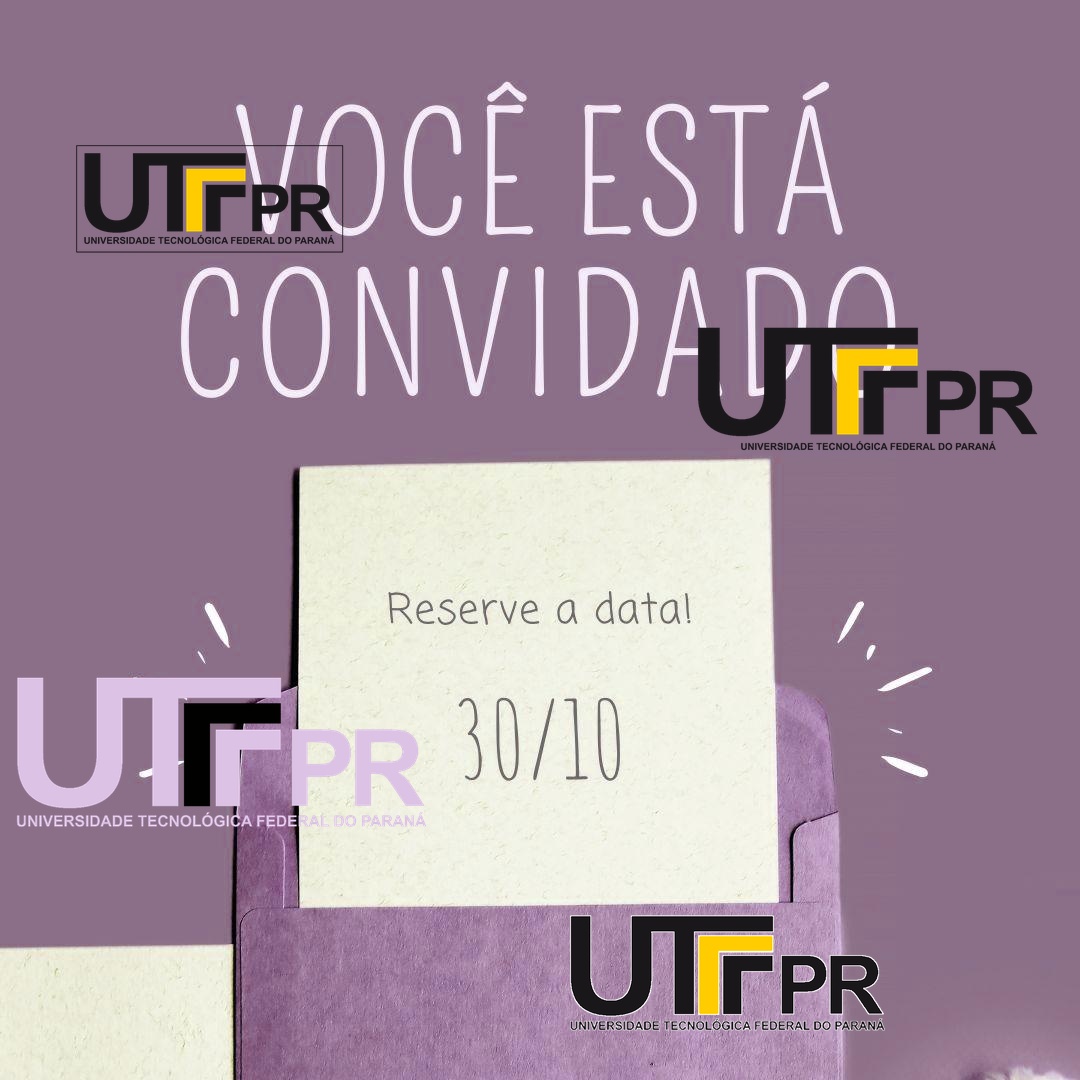 VOCÊ ESTÁ
UTFPR
UNIVERSIDADE TECNOLÓGICA FEDERAL DO PARANÁ
CONVIDADO
UTFPR
UNIVERSIDADE TECNOLÓGICA FEDERAL DO PARANÁ
Reserve a data!
30/10
UTFPR
UNIVERSIDADE TECNOLÓGICA FEDERAL DO PARANÁ
UTFPR
UNIVERSIDADE TECNOLÓGICA FEDERAL DO PARANÁ